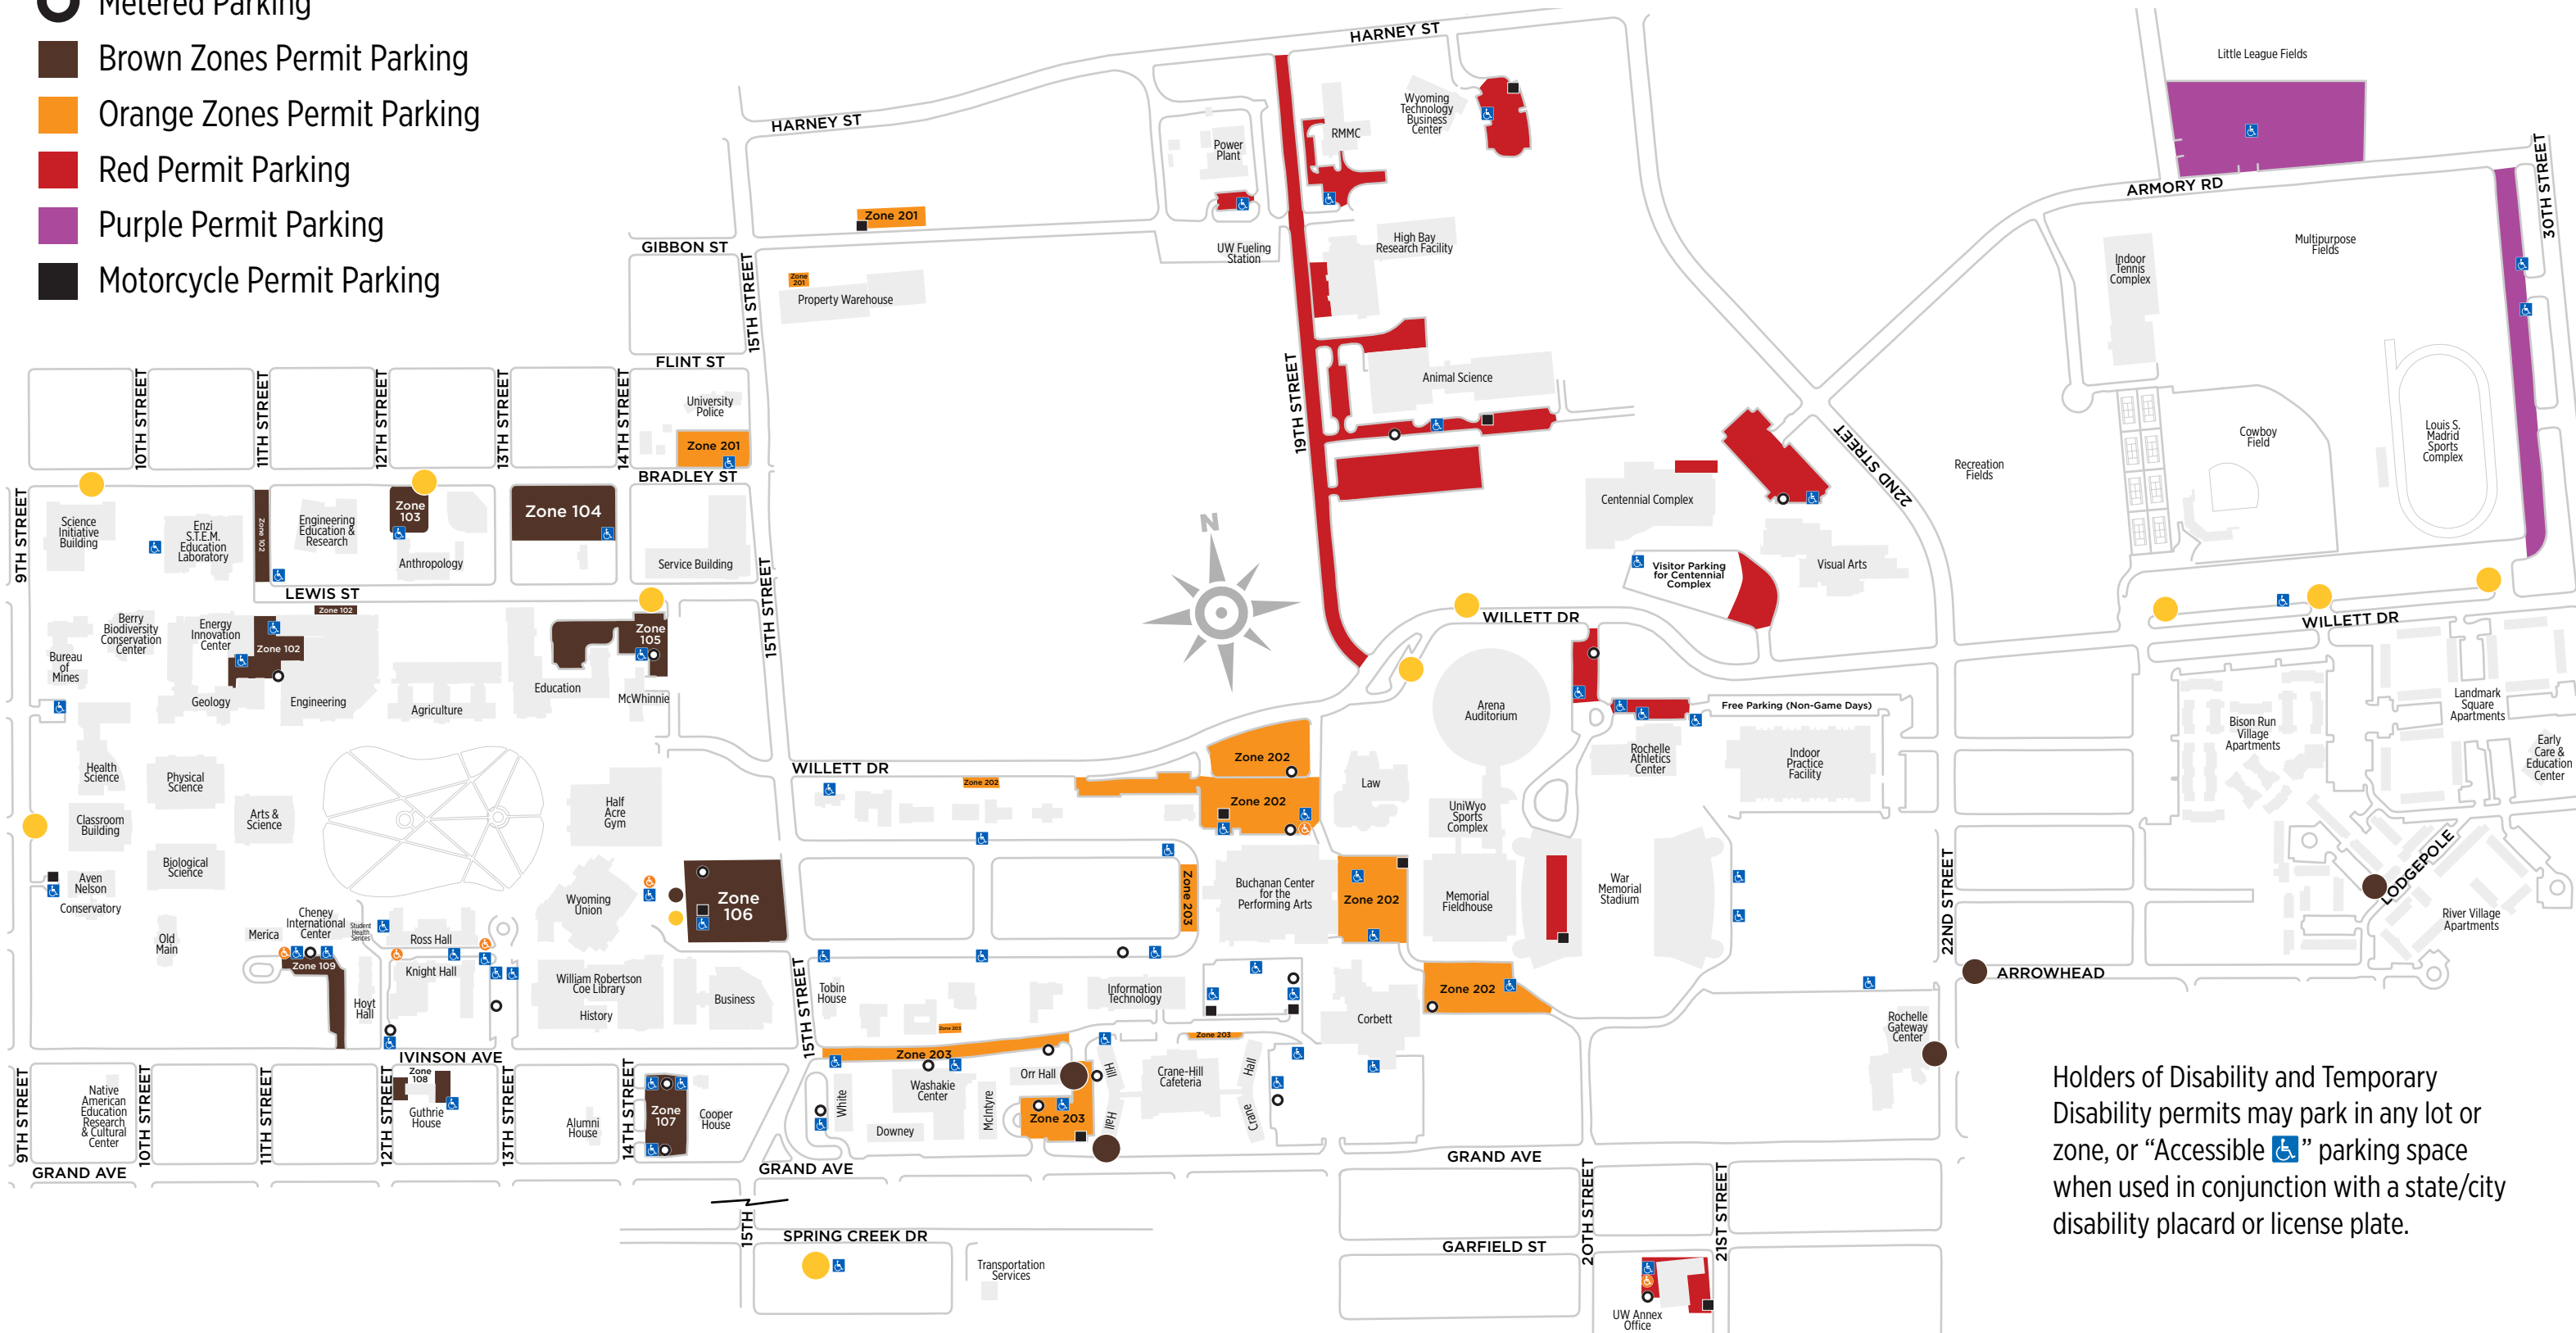 Metered Parking
Brown Zones Permit Parking
Orange Zones Permit Parking
Red Permit Parking
Purple Permit Parking
Motorcycle Permit Parking
HARNEY ST
HARNEY ST
Little League Fields
Wyoming
Technology
Business
Center
RMMC
Power
Plant
ARMORY RD
30TH STREET
Zone 201
GIBBON ST
UW Fueling
Station
High Bay
Research Facility
Multipurpose
Fields
Indoor
Tennis
Complex
Zone
201
Property Warehouse
15TH STREET
FLINT ST
19TH STREET
Animal Science
10TH STREET
11TH STREET
12TH STREET
13TH STREET
14TH STREET
University
Police
Zone 201
BRADLEY ST
22ND STREET
Recreation
Fields
Cowboy
Field
Louis S.
Madrid
Sports
Complex
Centennial Complex
9TH STREET
Science
Initiative
Building
Enzi
S.T.E.M.
Education
Laboratory
Zone 102
Engineering
Education &
Research
Zone
103
Anthropology
Zone 104
Service Building
N
Visitor Parking
for Centennial
Complex
Visual Arts
LEWIS ST
Zone 102
15TH STREET
WILLETT DR
WILLETT DR
Berry
Biodiversity
Conservation
Center
Energy
Innovation
Center
Zone 102
Zone
105
Bureau
of
Mines
Geology
Engineering
Agriculture
Education
McWhinnie
Arena
Auditorium
Free Parking (Non-Game Days)
Landmark
Square
Apartments
Bison Run
Village
Apartments
Early
Care &
Education
Center
Rochelle
Athletics
Center
Indoor
Practice
Facility
Health
Science
Physical
Science
WILLETT DR
Zone 202
Zone 202
Zone 202
Law
Half
Acre
Gym
Classroom
Building
Arts &
Science
UniWyo
Sports
Complex
Biological
Science
Aven
Nelson
Conservatory
Wyoming
Union
Zone
106
Zone 203
Buchanan Center
for the
Performing Arts
Zone 202
Memorial
Fieldhouse
War
Memorial
Stadium
22ND STREET
LODGEPOLE
River Village
Apartments
Old
Main
Merica
Cheney
International
Center
Student
Health
Ross Hall
Zone 109
Knight Hall
Hoyt
Hall
William Robertson
Coe Library
History
Business
15TH STREET
Tobin
House
Information
Technology
Zone 202
ARROWHEAD
Corbett
Rochelle
Gateway
Center
Zone 203
Zone 203
Zone 203
IVINSON AVE
9TH STREET
10TH STREET
11TH STREET
12TH STREET
13TH STREET
14TH STREET
Native
American
Education
Research
& Cultural
Center
Zone
108
Guthrie
House
Alumni
House
Zone
107
Cooper
House
White
Washakie
Center
Downey
McIntyre
Orr Hall
Zone 203
Hill
Hall
Crane-Hill
Cafeteria
Hall
Crane
GRAND AVE
GRAND AVE
GRAND AVE
15TH
SPRING CREEK DR
Transportation
Services
GARFIELD ST
20TH STREET
21ST STREET
UW Annex
Office
Holders of Disability and Temporary
Disability permits may park in any lot or
zone, or “Accessible ” parking space
when used in conjunction with a state/city
disability placard or license plate.